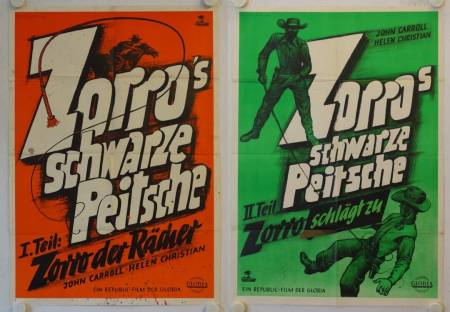 Zorro's
schwarze
Peitsche
I. Teil:
Zorro der Rächer
JOHN CARROLL HELEN CHRISTIAN
EIN REPUBLIC-FILM DER GLORIA
GLORIA
JOHN CARROLL
HELEN CHRISTIAN
Zorros
schwarze
Peitsche
II. Teil
Zorro schlägt zu
EIN REPUBLIC-FILM DER GLORIA
GLORIA